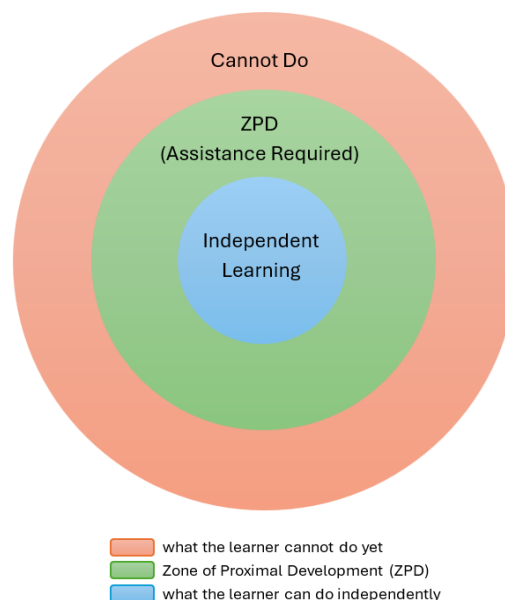 Cannot Do
ZPD
(Assistance Required)
Independent
Learning
what the learner cannot do yet
Zone of Proximal Development (ZPD)
what the learner can do independently